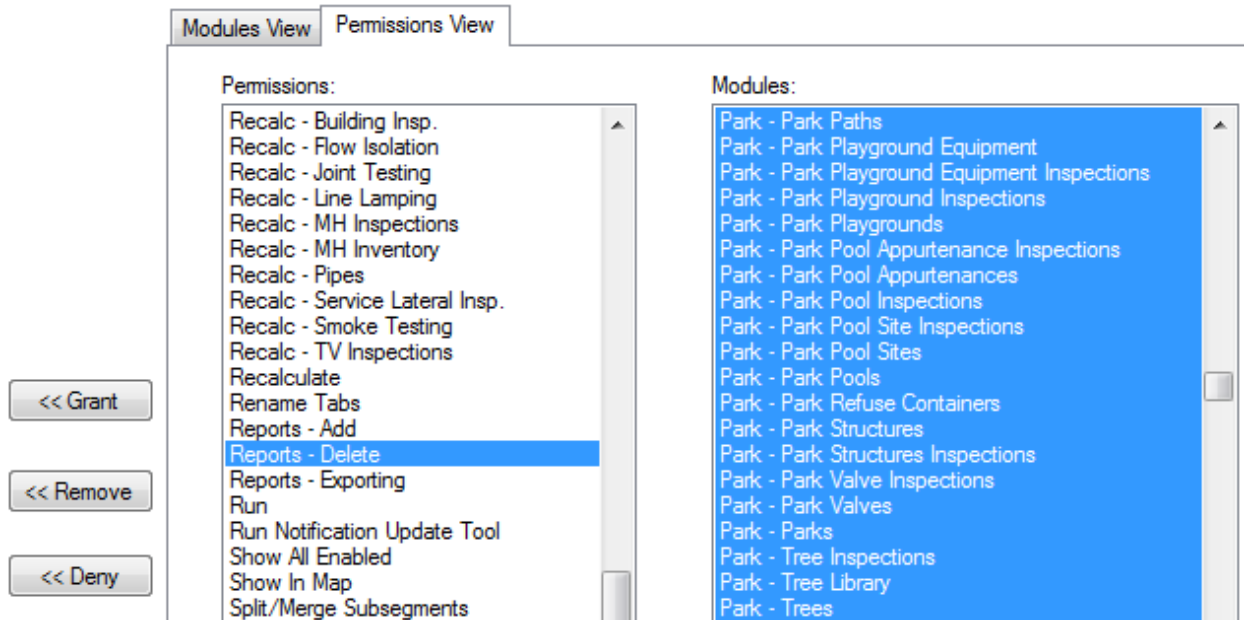 Modules View
Permissions View
Permissions:
Recalc - Building Insp.
Recalc - Flow Isolation
Recalc - Joint Testing
Recalc - Line Lamping
Recalc - MH Inspections
Recalc - MH Inventory
Recalc - Pipes
Recalc - Service Lateral Insp.
Recalc - Smoke Testing
Recalc - TV Inspections
Recalculate
Rename Tabs
Reports - Add
Reports - Delete
Reports - Exporting
Run
Run Notification Update Tool
Show All Enabled
Show In Map
Split/Merge Subsegments
Modules:
Park - Park Paths
Park - Park Playground Equipment
Park - Park Playground Equipment Inspections
Park - Park Playground Inspections
Park - Park Playgrounds
Park - Park Pool Appurtenance Inspections
Park - Park Pool Appurtenances
Park - Park Pool Inspections
Park - Park Pool Site Inspections
Park - Park Pool Sites
Park - Park Pools
Park - Park Refuse Containers
Park - Park Structures
Park - Park Structures Inspections
Park - Park Valve Inspections
Park - Park Valves
Park - Parks
Park - Tree Inspections
Park - Tree Library
Park - Trees
<< Grant
<< Remove
<< Deny